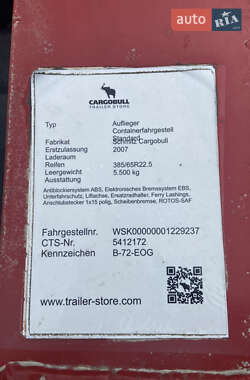 auto.ria.com
CARGOBULL
TRAILER STORE
Typ Auflieger
Containerfahrgestell
Standard
Fabrikat Schmitz Cargobull
Erstzulassung 2007
Laderaum
Reifen 385/65R22.5
Leergewicht 5.500 kg
Ausstattung
Antiblockiersystem ABS, Elektronisches Bremssystem EBS,
Unterfahrschutz, Liftachse, Ersatzradhalter, Ferry Lashings,
Anschlußstecker 1x15 polig, Scheibenbremse, ROTOS-SAF
Fahrgestellnr. WSK00000001229237
CTS-Nr. 5412172
Kennzeichen B-72-EOG
www.trailer-store.com